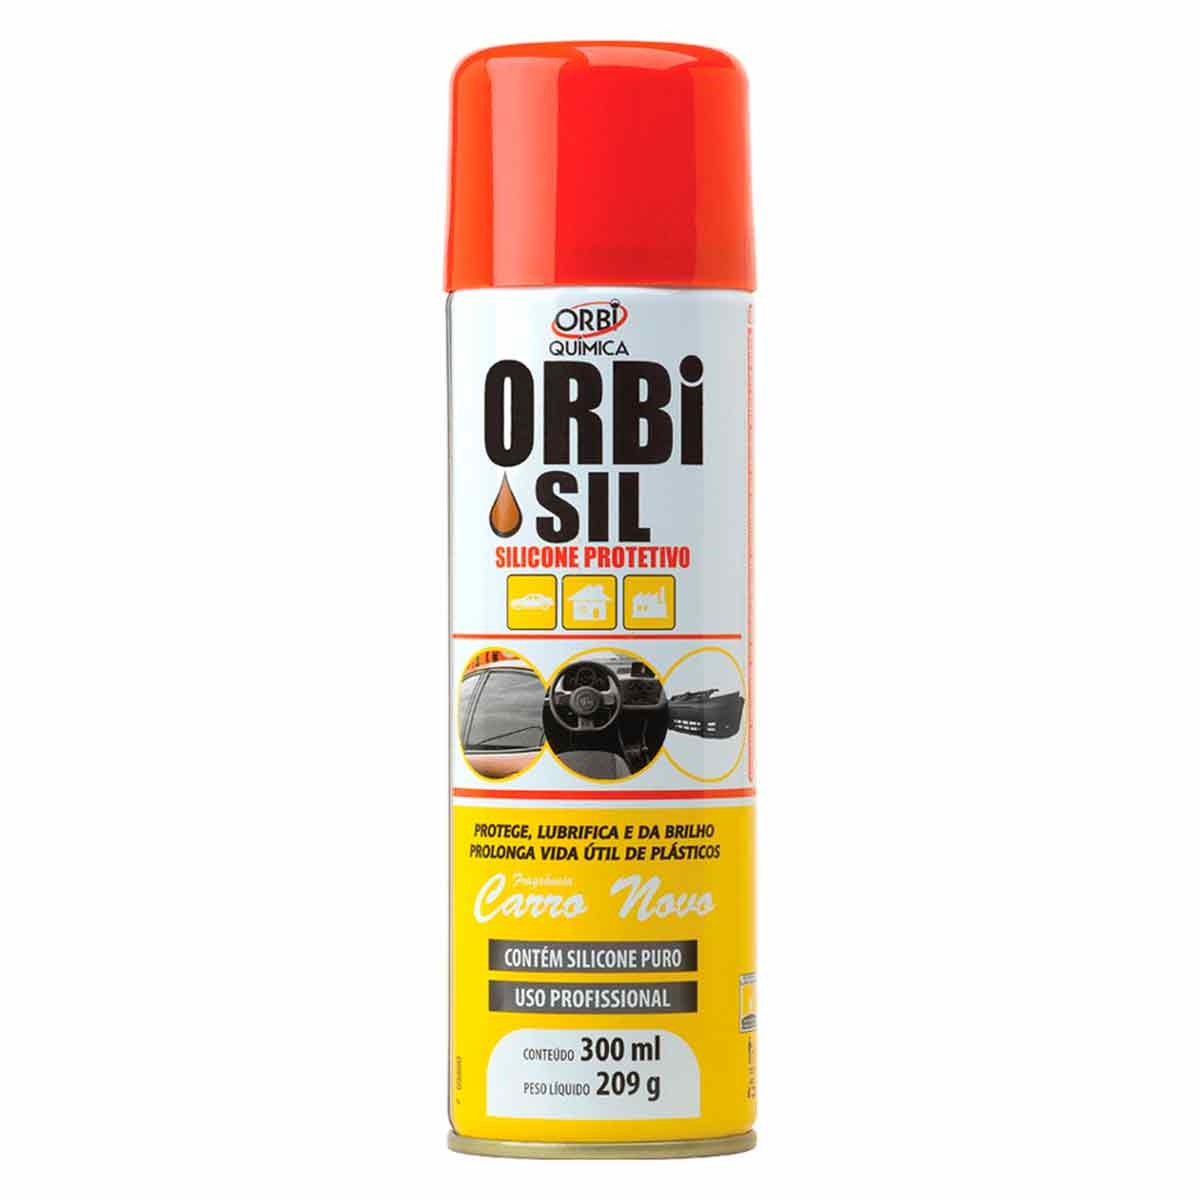 ORBi
QUÍMICA
ORBi
SIL
SILICONE PROTETIVO
PROTEGE, LUBRIFICA E DA BRILHO
PROLONGA VIDA ÚTIL DE PLÁSTICOS
Fragrância
Carro Novo
CONTÉM SILICONE PURO
USO PROFISSIONAL
CONTEÚDO 300 ml
PESO LÍQUIDO 209 g